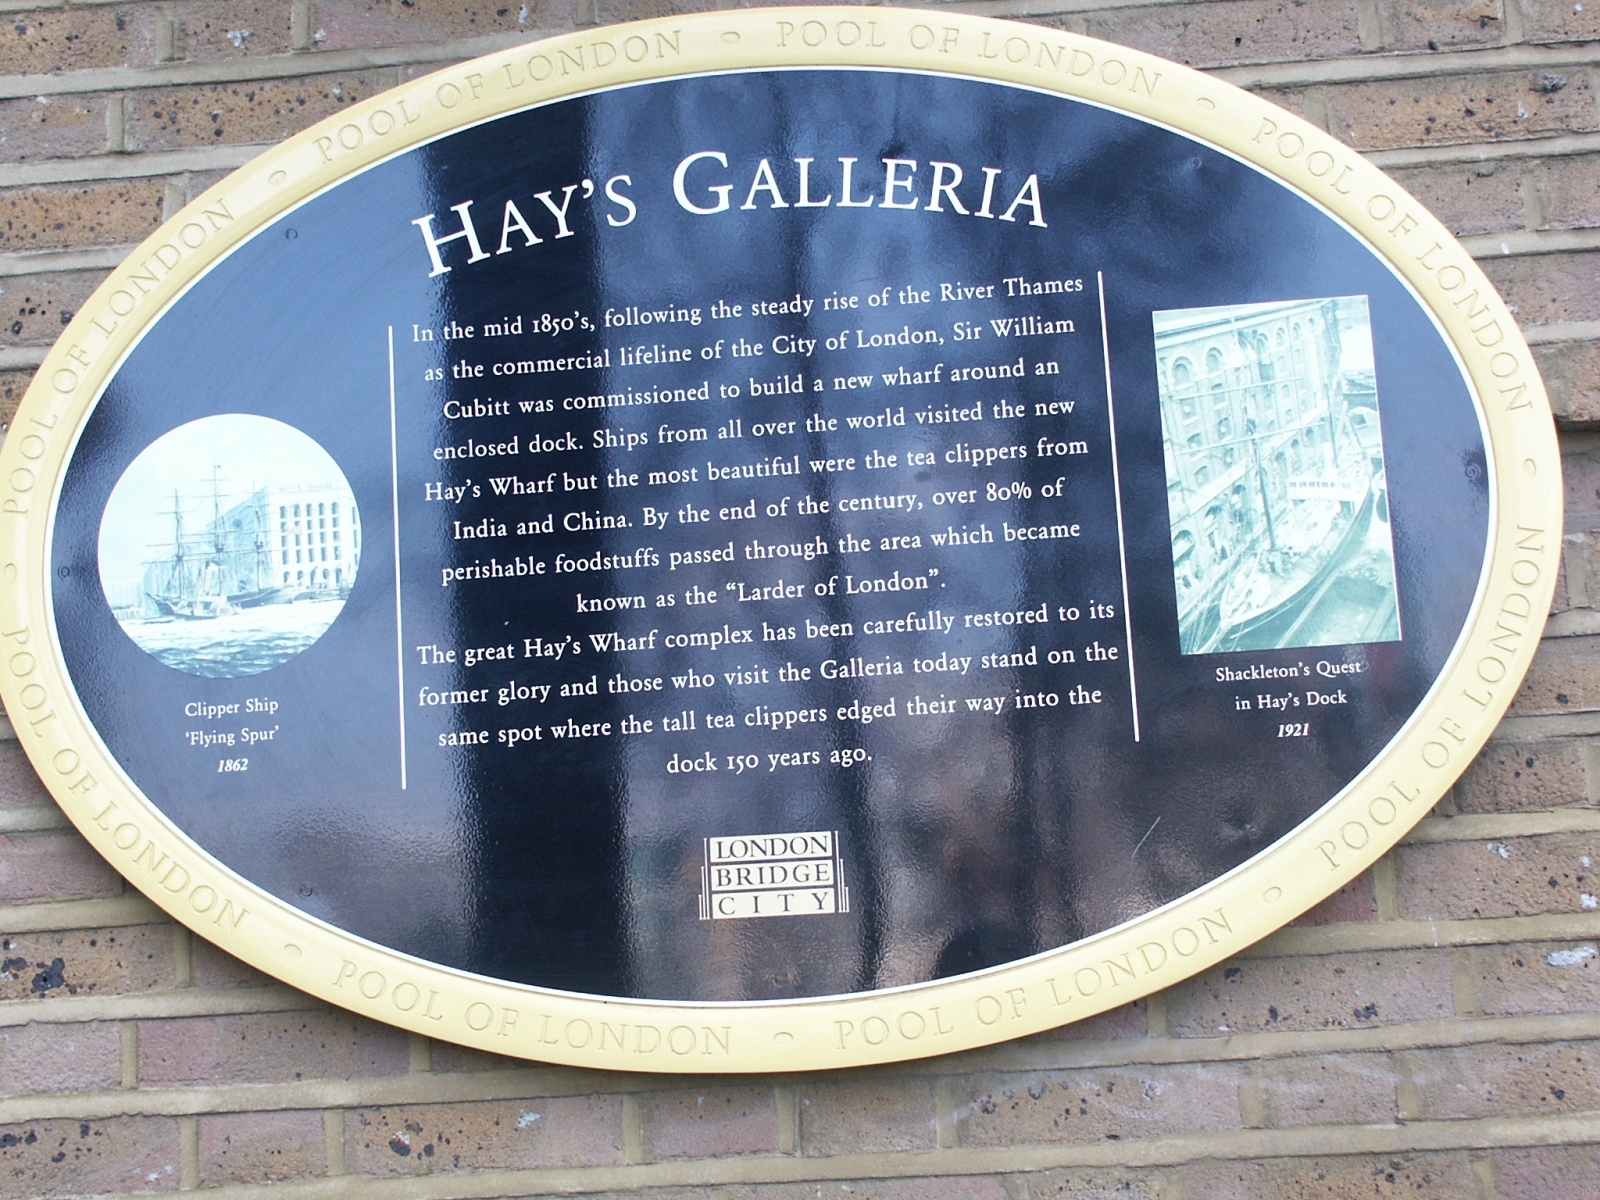 POOL OF LONDON
POOL OF LONDON
POOL OF LONDON
POOL OF LONDON
POOL OF LONDON
POOL OF LONDON
POOL OF LONDON
POOL OF LONDON
HAY'S GALLERIA
In the mid 1850's, following the steady rise of the River Thames
as the commercial lifeline of the City of London, Sir William
Cubitt was commissioned to build a new wharf around an
enclosed dock. Ships from all over the world visited the new
Hay's Wharf but the most beautiful were the tea clippers from
India and China. By the end of the century, over 80% of
perishable foodstuffs passed through the area which became
known as the “Larder of London”.
The great Hay's Wharf complex has been carefully restored to its
former glory and those who visit the Galleria today stand on the
same spot where the tall tea clippers edged their way into the
dock 150 years ago.
Clipper Ship
‘Flying Spur’
1862
Shackleton's Quest
in Hay's Dock
1921
LONDON
BRIDGE
CITY